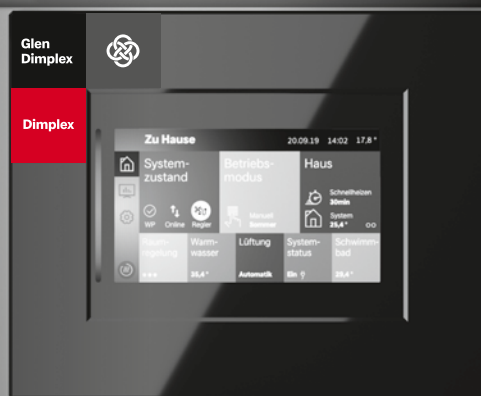 Glen
Dimplex
Dimplex
Zu Hause
20.09.19 14:02 17,8°
System-
zustand
Betriebs-
modus
Haus
Schnellheizen
30min
WP Online Regler
Manuell
Sommer
System
25,4°
Raum-
regelung
Warm-
wasser
Lüftung
System-
status
Schwimm-
bad
25,4°
Automatik
Ein
25,4°